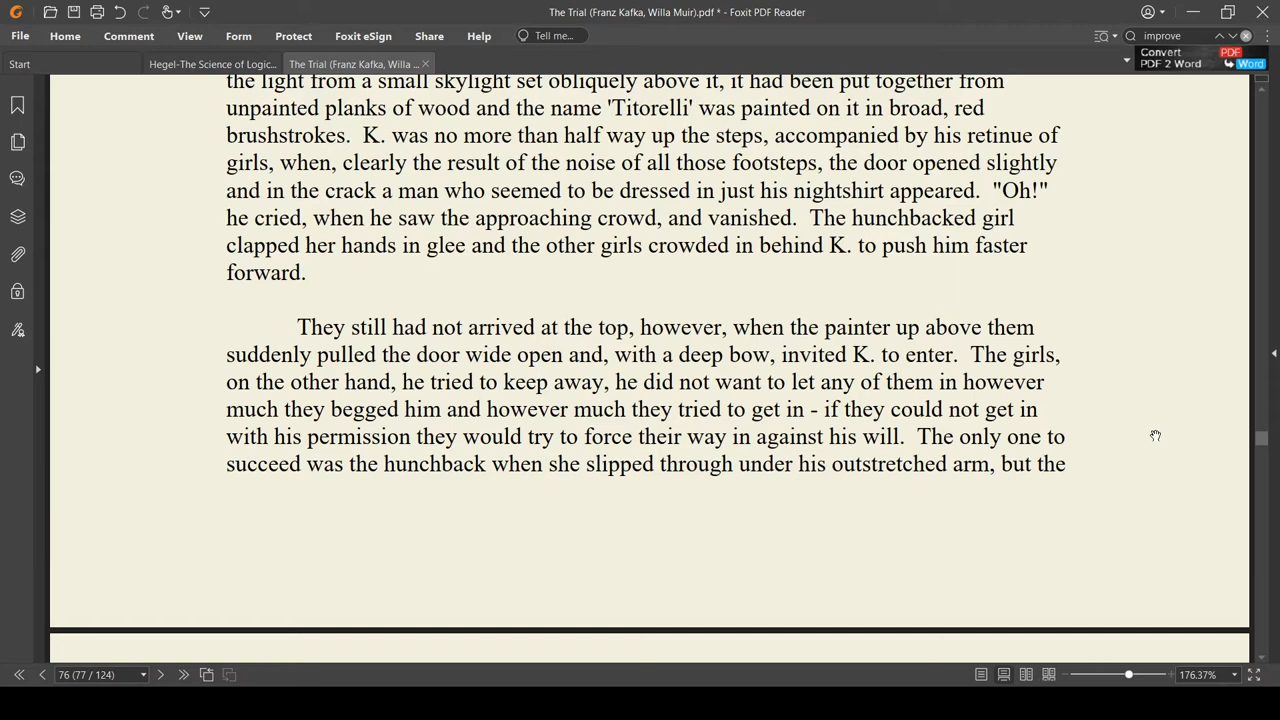 The Trial (Franz Kafka, Willa Muir).pdf * - Foxit PDF Reader
File Home Comment View Form Protect Foxit eSign Share Help Tell me... improve
Convert PDF
PDF 2 Word Word
Start Hegel-The Science of Logic... The Trial (Franz Kafka, Willa ...
the light from a small skylight set obliquely above it, it had been put together from
unpainted planks of wood and the name 'Titorelli' was painted on it in broad, red
brushstrokes. K. was no more than half way up the steps, accompanied by his retinue of
girls, when, clearly the result of the noise of all those footsteps, the door opened slightly
and in the crack a man who seemed to be dressed in just his nightshirt appeared. "Oh!"
he cried, when he saw the approaching crowd, and vanished. The hunchbacked girl
clapped her hands in glee and the other girls crowded in behind K. to push him faster
forward.
They still had not arrived at the top, however, when the painter up above them
suddenly pulled the door wide open and, with a deep bow, invited K. to enter. The girls,
on the other hand, he tried to keep away, he did not want to let any of them in however
much they begged him and however much they tried to get in - if they could not get in
with his permission they would try to force their way in against his will. The only one to
succeed was the hunchback when she slipped through under his outstretched arm, but the
76 (77 / 124) 176.37%